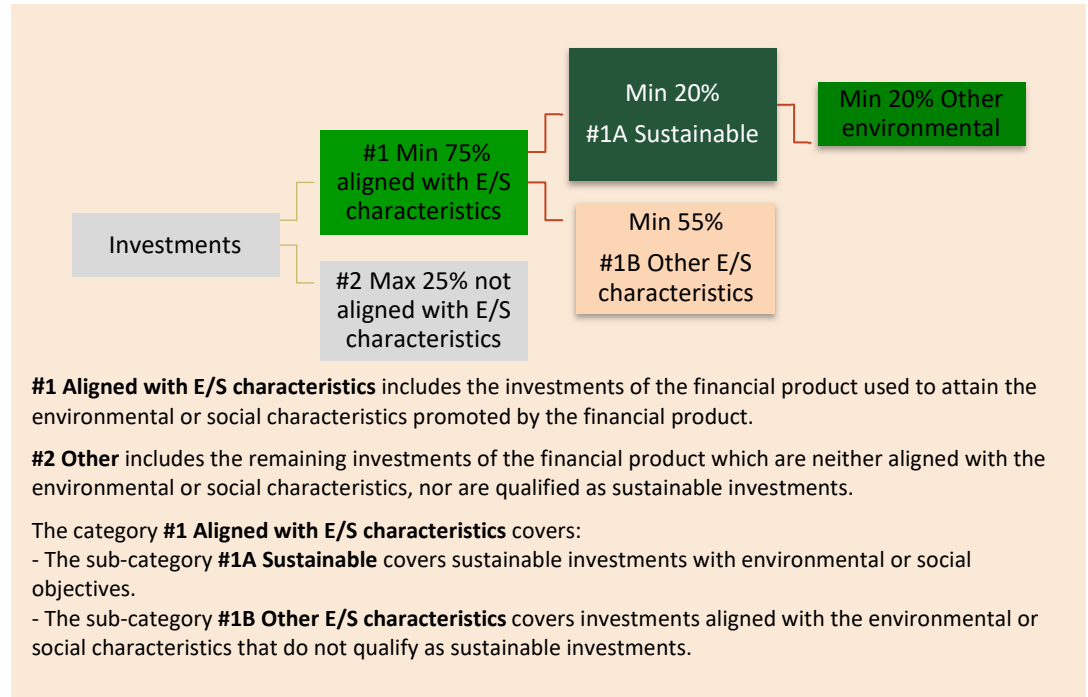 Investments
#1 Min 75%
aligned with E/S
characteristics
#2 Max 25% not
aligned with E/S
characteristics
Min 20%
#1A Sustainable
Min 55%
#1B Other E/S
characteristics
Min 20% Other
environmental
#1 Aligned with E/S characteristics includes the investments of the financial product used to attain the
environmental or social characteristics promoted by the financial product.
#2 Other includes the remaining investments of the financial product which are neither aligned with the
environmental or social characteristics, nor are qualified as sustainable investments.
The category #1 Aligned with E/S characteristics covers:
- The sub-category #1A Sustainable covers sustainable investments with environmental or social
objectives.
- The sub-category #1B Other E/S characteristics covers investments aligned with the environmental or
social characteristics that do not qualify as sustainable investments.